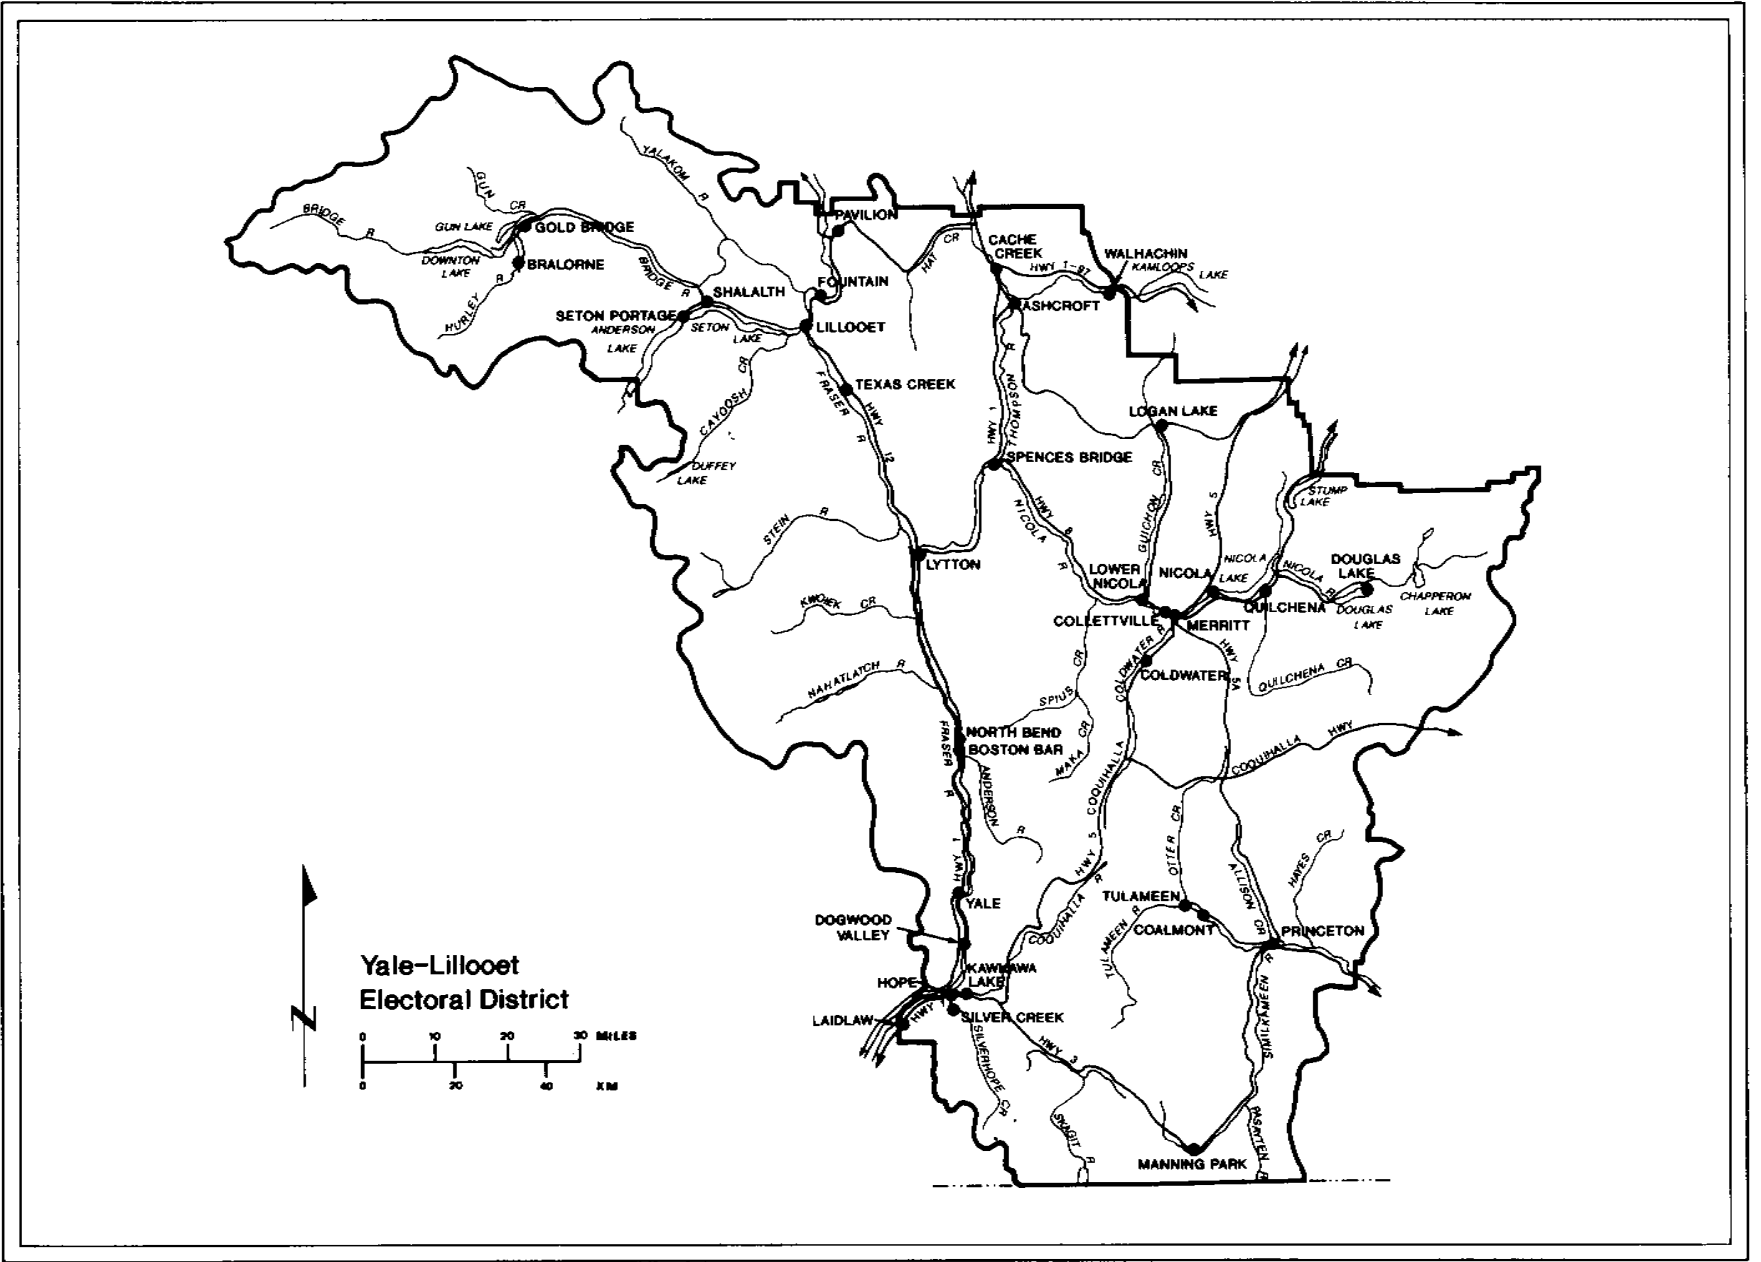 YALAKOM R
GUN CR
BRIDGE R
GUN LAKE
GOLD BRIDGE
DOWNTON
LAKE
BRALORNE
HURLEY R
BRIDGE R
SHALALTH
SETON PORTAGE
ANDERSON
LAKE
SETON
LAKE
PAVILION
FOUNTAIN
LILLOOET
HAT CR
CACHE
CREEK
HWY 1-97
WALHACHIN
KAMLOOPS
LAKE
ASHCROFT
CAYOOSH CR
DUFFEY
LAKE
TEXAS CREEK
FRASER R
HWY 12
THOMPSON R
HWY 1
LOGAN LAKE
SPENCES BRIDGE
GUICHON CR
HWY 5
STUMP
LAKE
STEIN R
HWY 8
NICOLA R
LYTTON
LOWER
NICOLA
NICOLA
NICOLA
LAKE
NICOLA R
DOUGLAS
LAKE
CHAPPERON
LAKE
QUILCHENA
DOUGLAS
LAKE
KWOIEK CR
COLLETTVILLE
MERRITT
COLDWATER R
COLDWATER
HWY 5A
QUILCHENA CR
NAHATLATCH R
SPIUS CR
MAKA CR
NORTH BEND
BOSTON BAR
FRASER R
ANDERSON R
COQUIHALLA
HWY 5
COQUIHALLA HWY
OTTER CR
ALLISON CR
HAYES CR
HWY 1
YALE
DOGWOOD
VALLEY
COQUIHALLA R
TULAMEEN
TULAMEEN R
COALMONT
PRINCETON
KAWKAWA
LAKE
HOPE
LAIDLAW
HWY 1
SILVER CREEK
SILVERHOPE CR
HWY 3
SIMILKAMEEN R
SKAGIT R
PASAYTEN R
MANNING PARK
N
Yale-Lillooet
Electoral District
0 10 20 30 MILES
0 20 40 KM